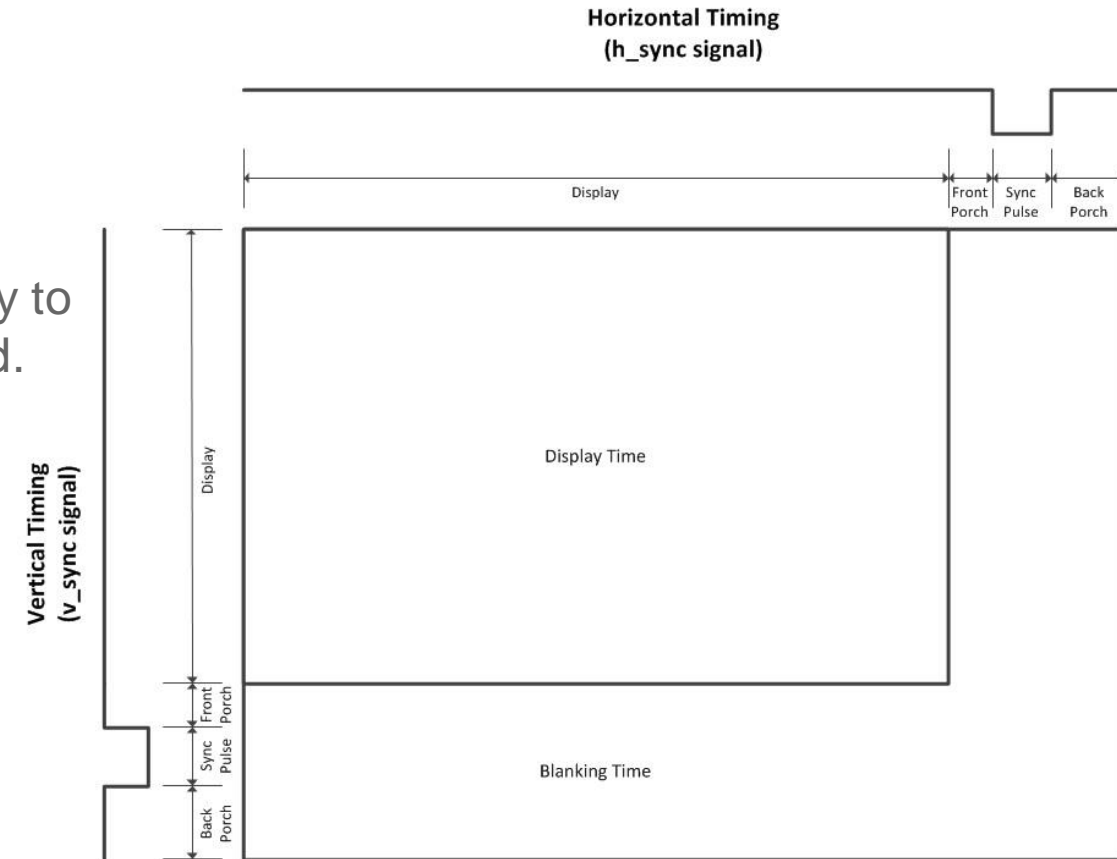 Horizontal Timing
(h_sync signal)
Display
Front
Porch
Sync
Pulse
Back
Porch
y to
d.
Vertical Timing
(v_sync signal)
Display
Display Time
Front
Porch
Sync
Pulse
Back
Porch
Blanking Time